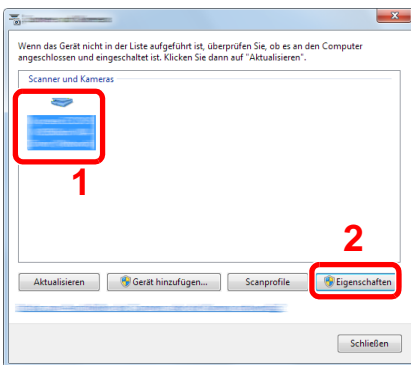 Wenn das Gerät nicht in der Liste aufgeführt ist, überprüfen Sie, ob es an den Computer
angeschlossen und eingeschaltet ist. Klicken Sie dann auf "Aktualisieren".
Scanner und Kameras
1
2
Aktualisieren
Gerät hinzufügen...
Scanprofile
Eigenschaften
Schließen